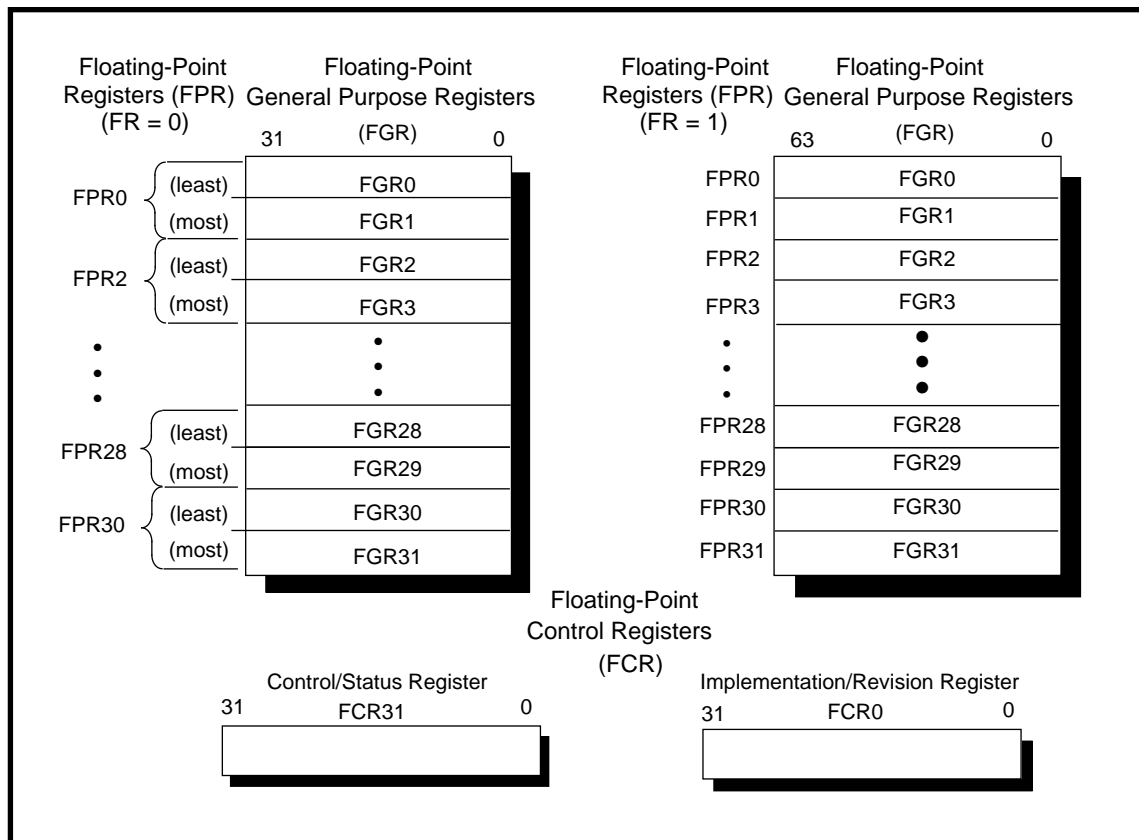 Floating-Point
Registers (FPR)
(FR = 0)
Floating-Point
General Purpose Registers
(FGR)
31 0
FPR0
(least) FGR0
(most) FGR1
FPR2
(least) FGR2
(most) FGR3
FPR28
(least) FGR28
(most) FGR29
FPR30
(least) FGR30
(most) FGR31
Floating-Point
Registers (FPR)
(FR = 1)
Floating-Point
General Purpose Registers
(FGR)
63 0
FPR0 FGR0
FPR1 FGR1
FPR2 FGR2
FPR3 FGR3
FPR28 FGR28
FPR29 FGR29
FPR30 FGR30
FPR31 FGR31
Floating-Point
Control Registers
(FCR)
Control/Status Register
31 FCR31 0
Implementation/Revision Register
31 FCR0 0